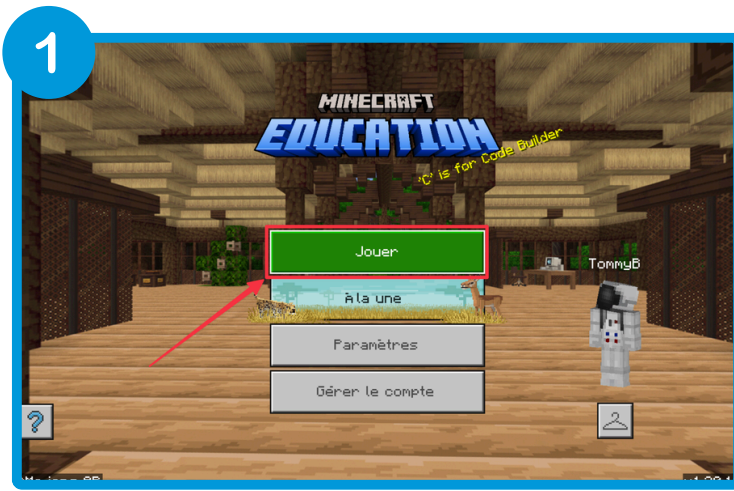 1
MINECRAFT
EDUCATION
'C' is for Code Builder
Jouer
TommyB
À la une
Paramètres
Gérer le compte
?